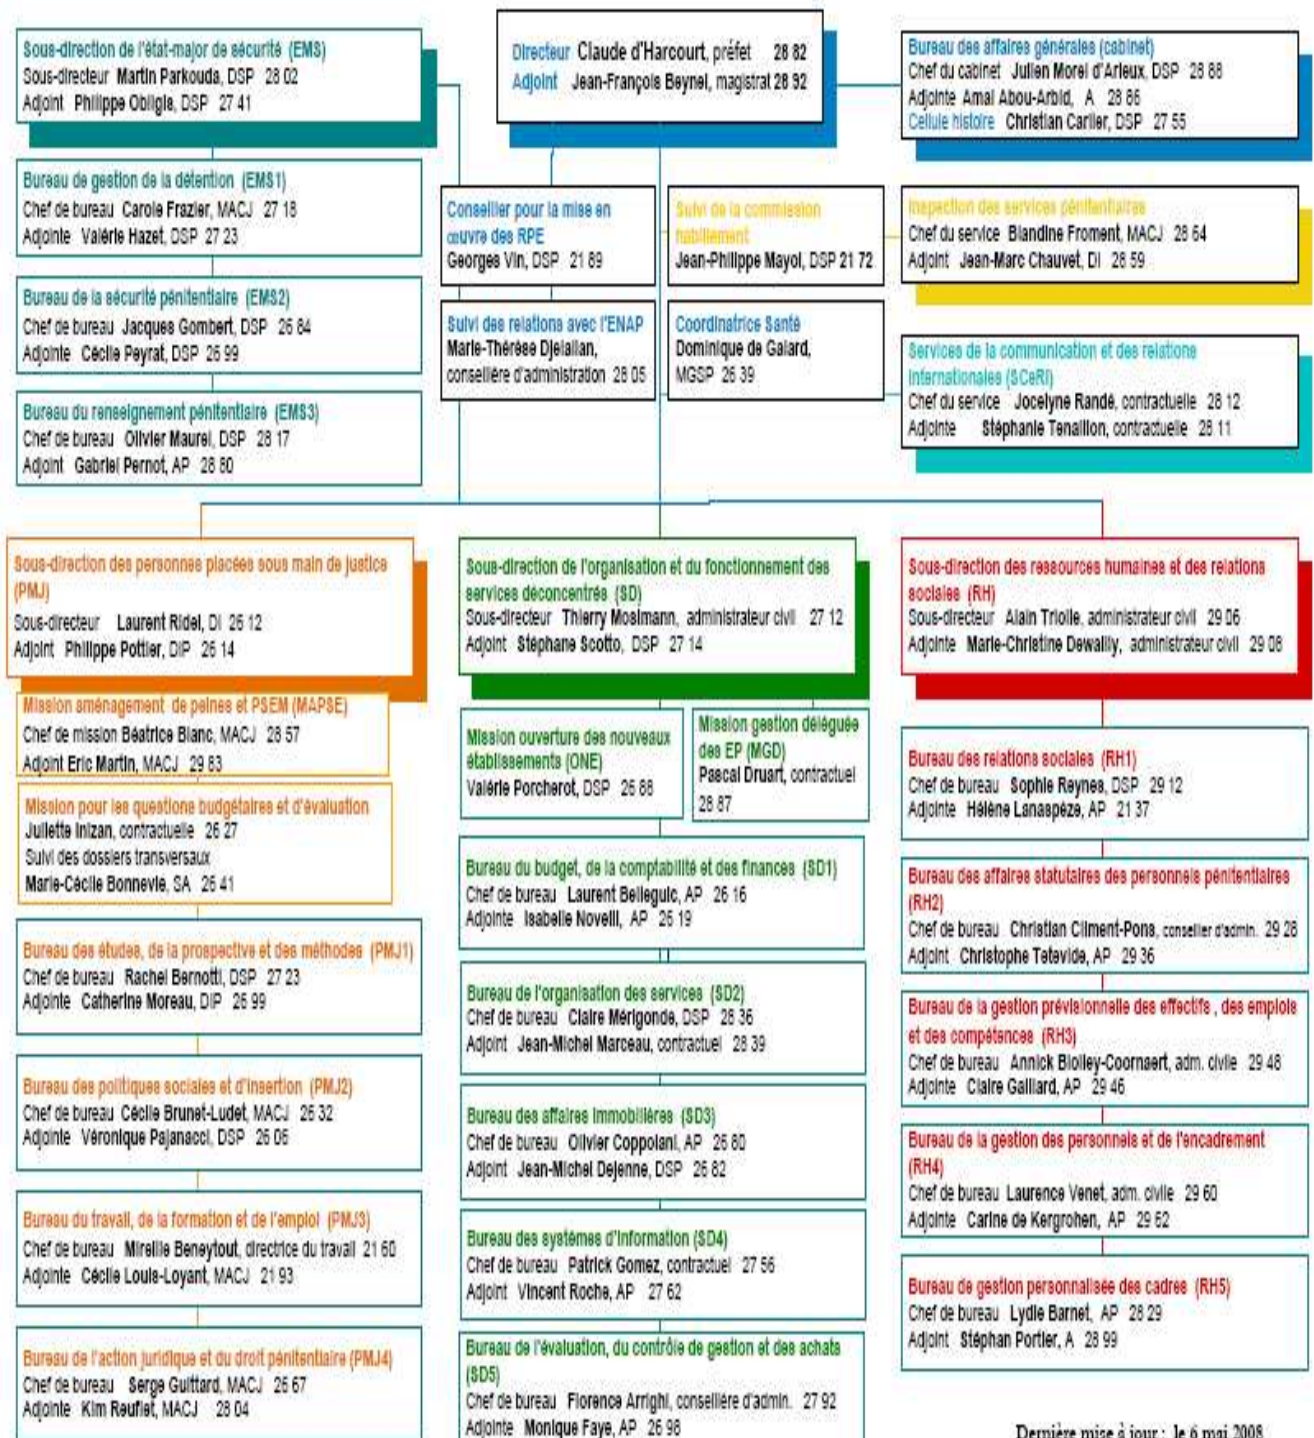 Sous-direction de l'état-major de sécurité (EMS)
Sous-directeur Martin Parkouda, DSP 28 02
Adjoint Philippe Obligis, DSP 27 41
Directeur Claude d'Harcourt, préfet 28 82
Adjoint Jean-François Beynel, magistrat 28 92
Bureau des affaires générales (cabinet)
Chef du cabinet Julien Morel d'Arleux, DSP 28 88
Adjointe Amal Abou-Arbid, A 28 86
Cellule histoire Christian Carlier, DSP 27 55
Bureau de gestion de la détention (EMS1)
Chef de bureau Carole Frazier, MACJ 27 18
Adjointe Valérie Hazet, DSP 27 23
Conseiller pour la mise en
œuvre des RPE
Georges Vin, DSP 21 89
Suivi de la commission
habillement
Jean-Philippe Mayol, DSP 21 72
Inspection des services pénitentiaires
Chef du service Blandine Froment, MACJ 28 64
Adjoint Jean-Marc Chauvet, DI 28 59
Bureau de la sécurité pénitentiaire (EMS2)
Chef de bureau Jacques Gombert, DSP 26 84
Adjointe Cécile Peyrat, DSP 26 99
Suivi des relations avec l'ENAP
Marie-Thérèse Djelalian,
conseillère d'administration 28 05
Coordinatrice Santé
Dominique de Galard,
MGSP 26 39
Services de la communication et des relations
internationales (SCeRI)
Chef du service Jocelyne Randé, contractuelle 28 12
Adjointe Stéphanie Tenaillon, contractuelle 28 11
Bureau du renseignement pénitentiaire (EMS3)
Chef de bureau Olivier Maurel, DSP 28 17
Adjoint Gabriel Pernot, AP 28 80
Sous-direction des personnes placées sous main de justice
(PMJ)
Sous-directeur Laurent Ridel, DI 26 12
Adjoint Philippe Pottier, DIP 26 14
Mission aménagement de peines et PSEM (MAPSE)
Chef de mission Béatrice Blanc, MACJ 28 57
Adjoint Eric Martin, MACJ 29 83
Mission pour les questions budgétaires et d'évaluation
Juliette Inizan, contractuelle 26 27
Suivi des dossiers transversaux
Marie-Cécile Bonnevie, SA 26 41
Bureau des études, de la prospective et des méthodes (PMJ1)
Chef de bureau Rachel Bernotti, DSP 27 23
Adjointe Catherine Moreau, DIP 26 99
Bureau des politiques sociales et d'insertion (PMJ2)
Chef de bureau Cécile Brunet-Ludet, MACJ 26 32
Adjointe Véronique Pajanacci, DSP 26 06
Bureau du travail, de la formation et de l'emploi (PMJ3)
Chef de bureau Mireille Beneytout, directrice du travail 21 60
Adjointe Cécile Louis-Loyant, MACJ 21 93
Bureau de l'action juridique et du droit pénitentiaire (PMJ4)
Chef de bureau Serge Guittard, MACJ 26 67
Adjointe Kim Reuflet, MACJ 28 04
Sous-direction de l'organisation et du fonctionnement des
services déconcentrés (SD)
Sous-directeur Thierry Mosimann, administrateur civil 27 12
Adjoint Stéphane Scotto, DSP 27 14
Mission ouverture des nouveaux
établissements (ONE)
Valérie Porcherot, DSP 26 88
Mission gestion déléguée
des EP (MGD)
Pascal Druart, contractuel
28 87
Bureau du budget, de la comptabilité et des finances (SD1)
Chef de bureau Laurent Belleguic, AP 26 16
Adjointe Isabelle Novelli, AP 26 19
Bureau de l'organisation des services (SD2)
Chef de bureau Claire Mérigonde, DSP 28 36
Adjoint Jean-Michel Marceau, contractuel 28 39
Bureau des affaires immobilières (SD3)
Chef de bureau Olivier Coppolani, AP 26 80
Adjoint Jean-Michel Dejenne, DSP 26 82
Bureau des systèmes d'information (SD4)
Chef de bureau Patrick Gomez, contractuel 27 56
Adjoint Vincent Roche, AP 27 62
Bureau de l'évaluation, du contrôle de gestion et des achats
(SD5)
Chef de bureau Florence Arrighi, conseillère d'admin. 27 92
Adjointe Monique Faye, AP 26 98
Sous-direction des ressources humaines et des relations
sociales (RH)
Sous-directeur Alain Triolle, administrateur civil 29 06
Adjointe Marie-Christine Dewailly, administrateur civil 29 08
Bureau des relations sociales (RH1)
Chef de bureau Sophie Reynes, DSP 29 12
Adjointe Hélène Lanaspèze, AP 21 37
Bureau des affaires statutaires des personnels pénitentiaires
(RH2)
Chef de bureau Christian Climent-Pons, conseiller d'admin. 29 28
Adjoint Christophe Tetevide, AP 29 36
Bureau de la gestion prévisionnelle des effectifs , des emplois
et des compétences (RH3)
Chef de bureau Annick Biolley-Coornaert, adm. civile 29 48
Adjointe Claire Gaillard, AP 29 46
Bureau de la gestion des personnels et de l'encadrement
(RH4)
Chef de bureau Laurence Venet, adm. civile 29 60
Adjointe Carine de Kergrohen, AP 29 62
Bureau de gestion personnalisée des cadres (RH5)
Chef de bureau Lydie Barnet, AP 28 29
Adjoint Stéphan Portier, A 28 99
Dernière mise à jour : le 6 mai 2008